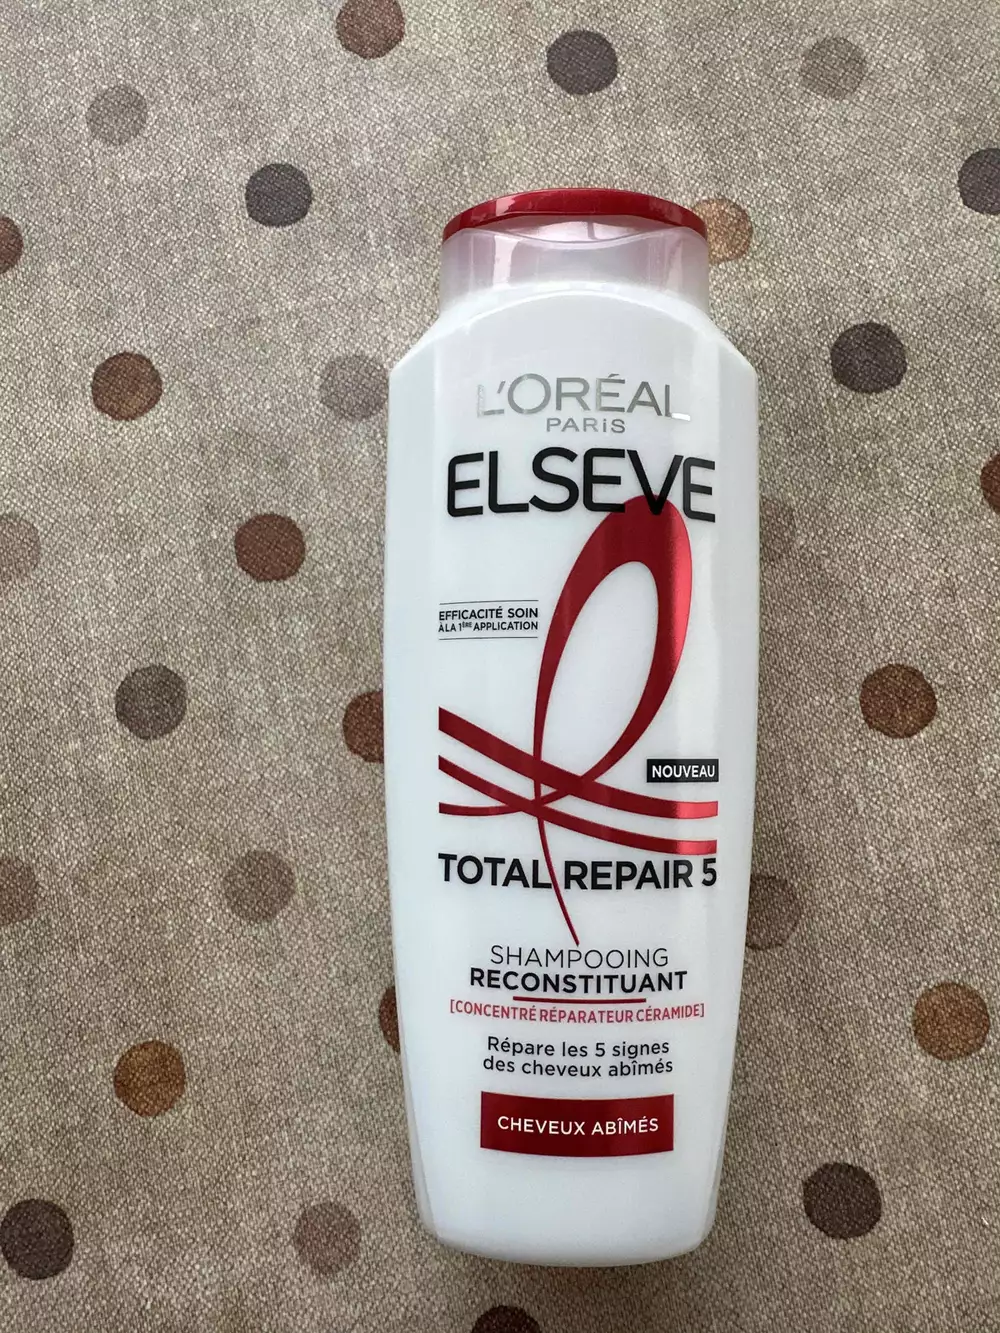 L'ORÉAL
PARIS
ELSEVE
EFFICACITÉ SOIN
À LA 1ÈRE APPLICATION
NOUVEAU
TOTAL REPAIR 5
SHAMPOOING
RECONSTITUANT
[CONCENTRÉ RÉPARATEUR CÉRAMIDE]
Répare les 5 signes
des cheveux abîmés
CHEVEUX ABÎMÉS